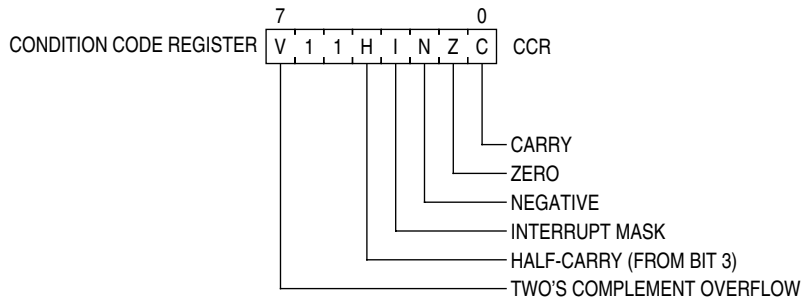 7 0
CONDITION CODE REGISTER V 1 1 H I N Z C CCR
CARRY
ZERO
NEGATIVE
INTERRUPT MASK
HALF-CARRY (FROM BIT 3)
TWO'S COMPLEMENT OVERFLOW